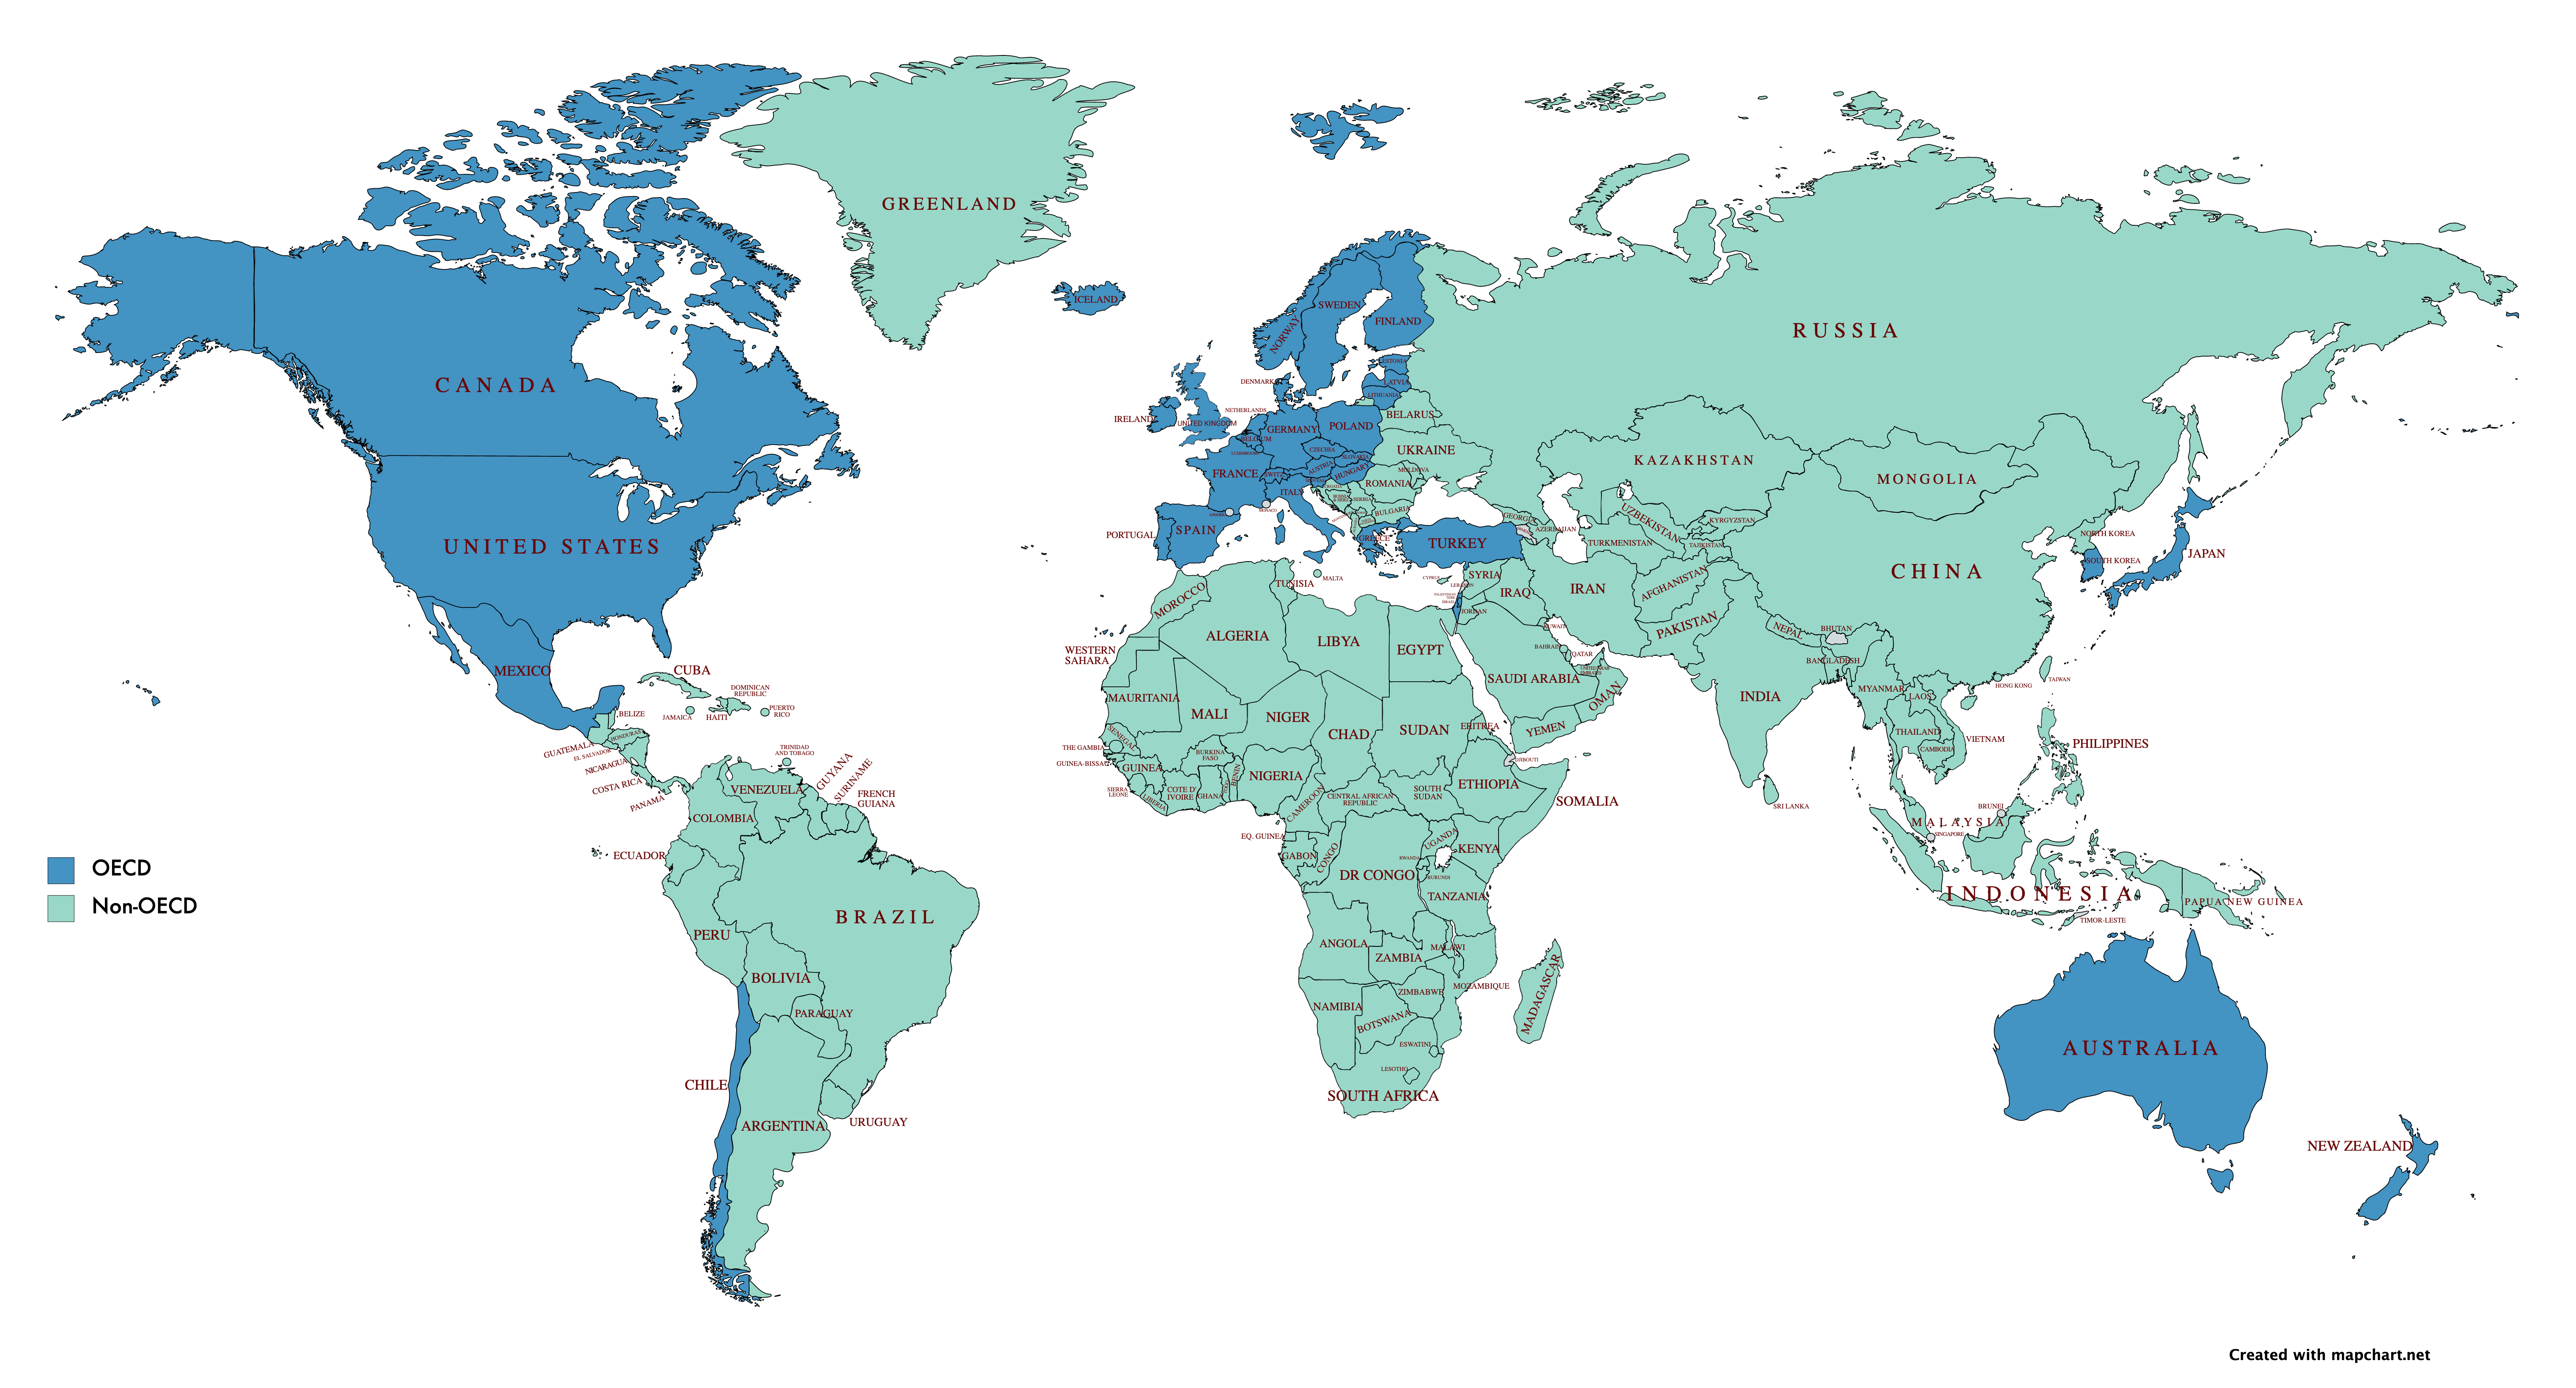 GREENLAND
ICELAND
SWEDEN
NORWAY
FINLAND
RUSSIA
CANADA
ESTONIA
LATVIA
LITHUANIA
DENMARK
NETHERLANDS
IRELAND
UNITED KINGDOM
BELARUS
GERMANY
POLAND
BELGIUM
LUXEMBOURG
CZECHIA
SLOVAKIA
UKRAINE
FRANCE
SWITZ
AUSTRIA
HUNGARY
MOLDOVA
ROMANIA
ITALY
SERBIA
BULGARIA
MONACO
KAZAKHSTAN
MONGOLIA
UNITED STATES
PORTUGAL
SPAIN
GREECE
TURKEY
GEORGIA
AZERBAIJAN
UZBEKISTAN
KYRGYZSTAN
TURKMENISTAN
TAJIKISTAN
NORTH KOREA
SOUTH KOREA
JAPAN
CHINA
TUNISIA
MALTA
CYPRUS
LEBANON
SYRIA
IRAQ
IRAN
AFGHANISTAN
MOROCCO
ISRAEL
JORDAN
PAKISTAN
KUWAIT
NEPAL
BHUTAN
ALGERIA
LIBYA
EGYPT
WESTERN
SAHARA
BAHRAIN
QATAR
UNITED ARAB
EMIRATES
BANGLADESH
MEXICO
CUBA
SAUDI ARABIA
OMAN
INDIA
MYANMAR
LAOS
HONG KONG
TAIWAN
DOMINICAN
REPUBLIC
PUERTO
RICO
JAMAICA
HAITI
BELIZE
HONDURAS
GUATEMALA
EL SALVADOR
NICARAGUA
COSTA RICA
PANAMA
MAURITANIA
MALI
NIGER
CHAD
SUDAN
ERITREA
YEMEN
SENEGAL
THE GAMBIA
GUINEA-BISSAU
GUINEA
SIERRA
LEONE
LIBERIA
BURKINA
FASO
COTE D'
IVOIRE
GHANA
TOGO
BENIN
NIGERIA
CAMEROON
CENTRAL AFRICAN
REPUBLIC
SOUTH
SUDAN
DJIBOUTI
ETHIOPIA
SOMALIA
THAILAND
CAMBODIA
VIETNAM
PHILIPPINES
SRI LANKA
BRUNEI
MALAYSIA
SINGAPORE
TRINIDAD
AND TOBAGO
VENEZUELA
GUYANA
SURINAME
FRENCH
GUIANA
COLOMBIA
ECUADOR
EQ. GUINEA
GABON
CONGO
DR CONGO
UGANDA
KENYA
RWANDA
BURUNDI
TANZANIA
INDONESIA
PAPUA NEW GUINEA
TIMOR-LESTE
OECD
Non-OECD
BRAZIL
PERU
BOLIVIA
PARAGUAY
CHILE
ARGENTINA
URUGUAY
ANGOLA
ZAMBIA
MALAWI
MOZAMBIQUE
ZIMBABWE
NAMIBIA
BOTSWANA
MADAGASCAR
ESWATINI
LESOTHO
SOUTH AFRICA
AUSTRALIA
NEW ZEALAND
Created with mapchart.net